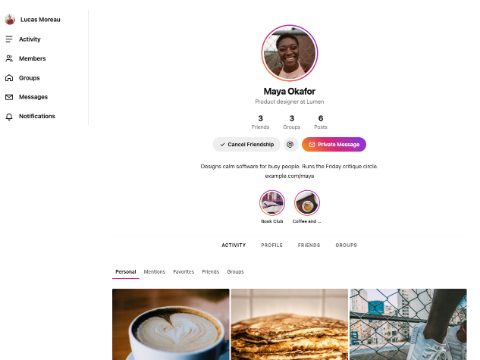 Lucas Moreau
Activity
Members
Groups
Messages
Notifications
Maya Okafor
Product designer at Lumen
3 3 6
Friends Groups Posts
Cancel Friendship
@
Private Message
Designs calm software for busy people. Runs the Friday critique circle.
example.com/maya
Book Club Coffee and ...
ACTIVITY PROFILE FRIENDS GROUPS
Personal Mentions Favorites Friends Groups